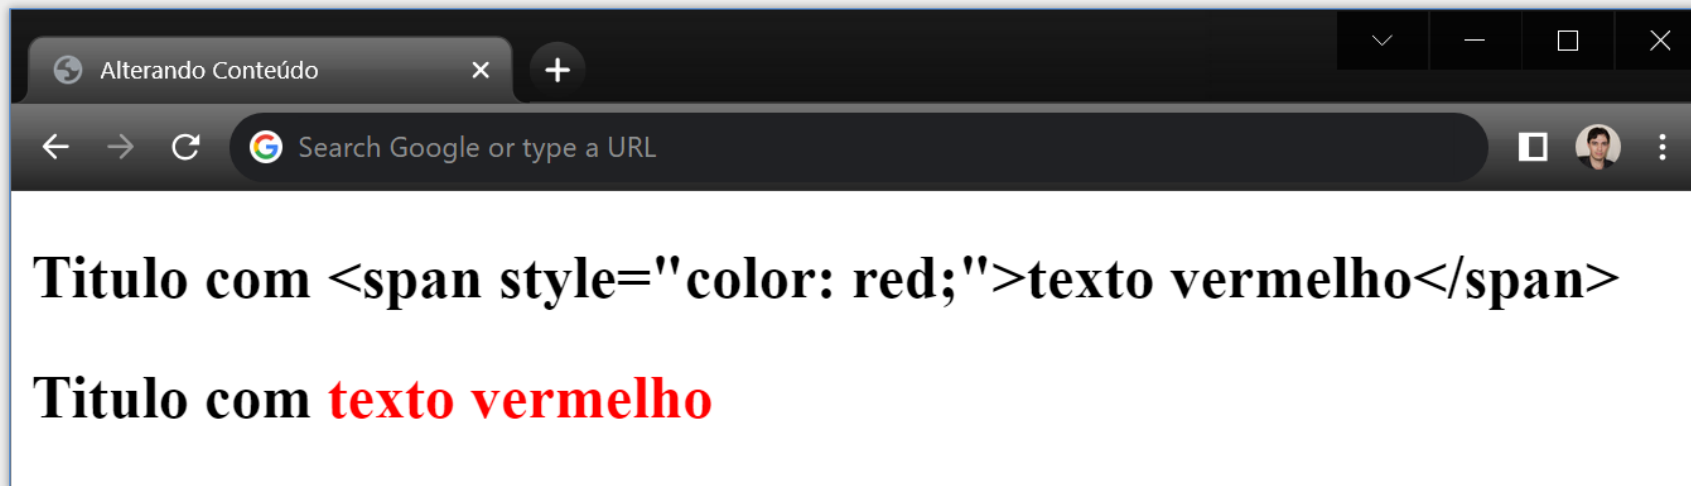 Alterando Conteúdo
Search Google or type a URL
Titulo com <span style="color: red;">texto vermelho</span>
Titulo com texto vermelho